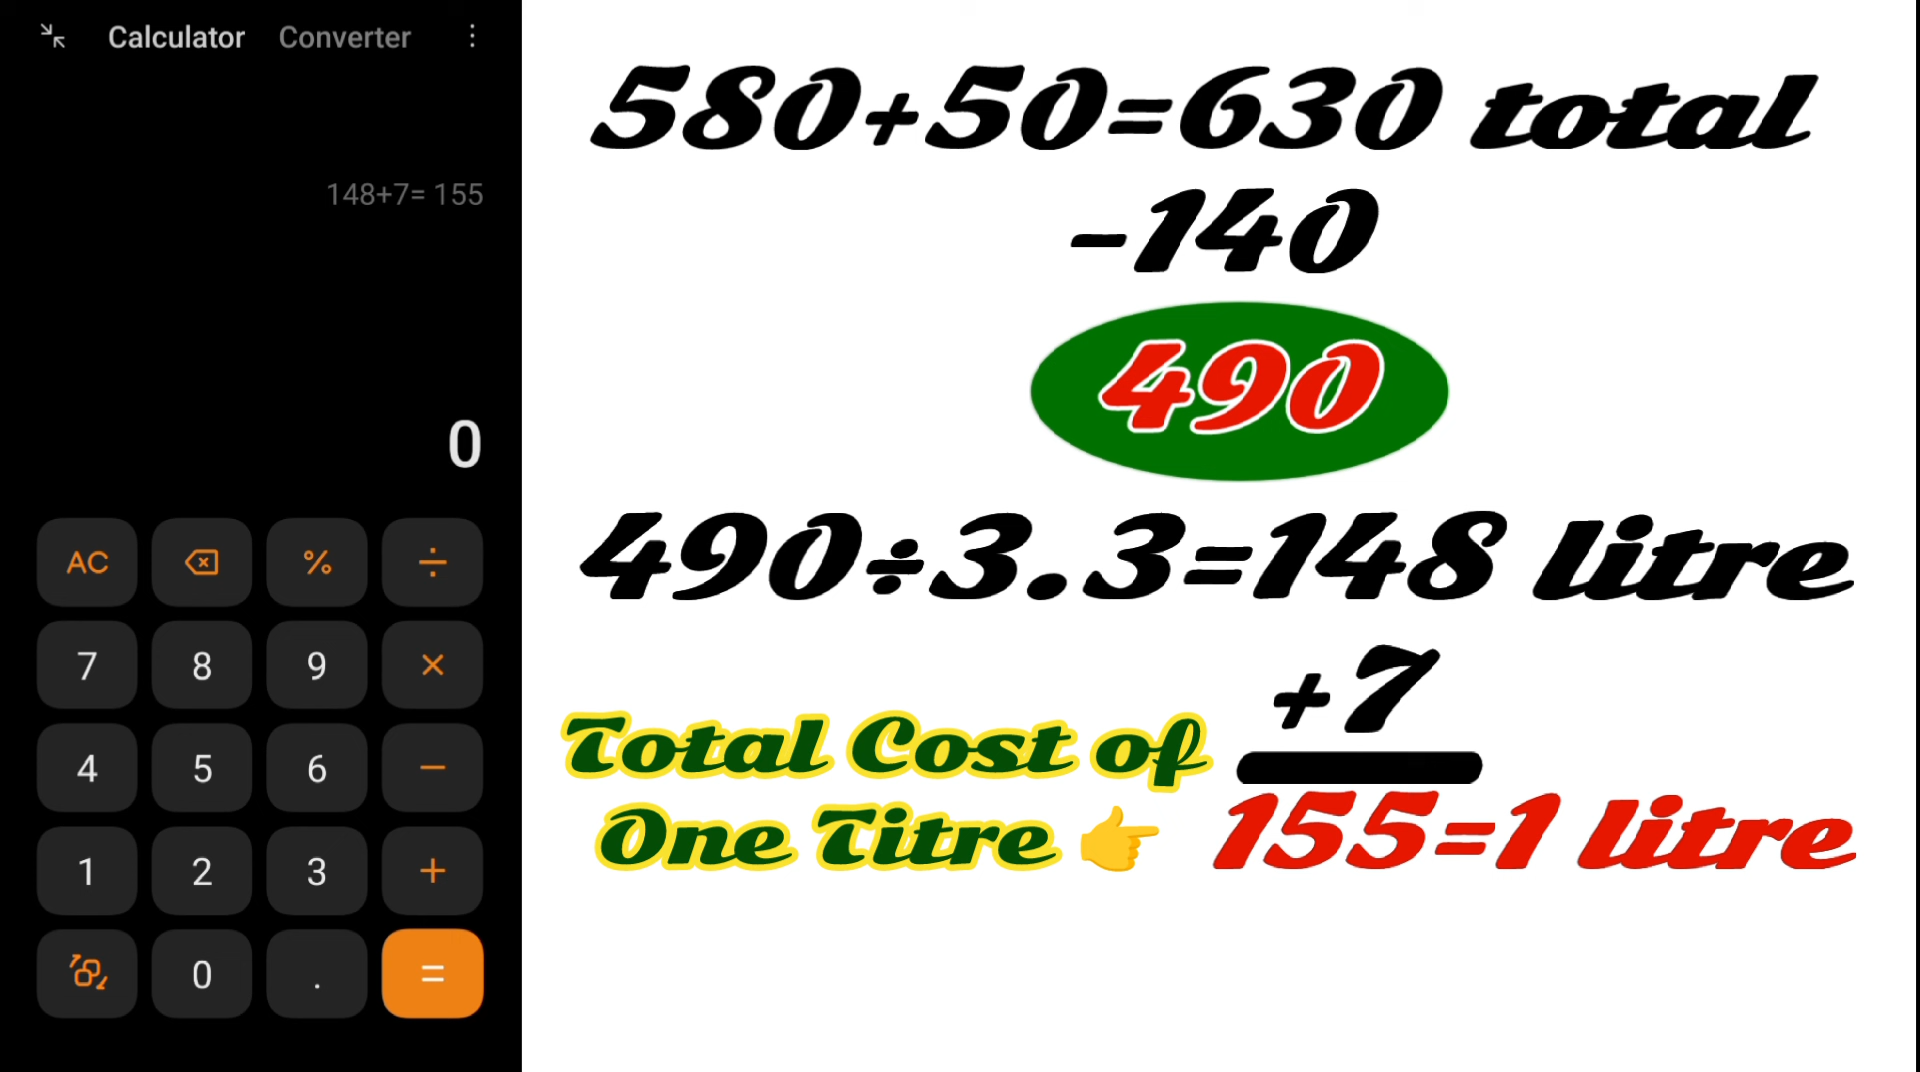 Calculator Converter
148+7= 155
0
AC % ÷
7 8 9 ×
4 5 6 −
1 2 3 +
0 . =
580+50=630 total
-140
490
490÷3.3=148 litre
+7
Total Cost of
One Titre 👉 155=1 litre